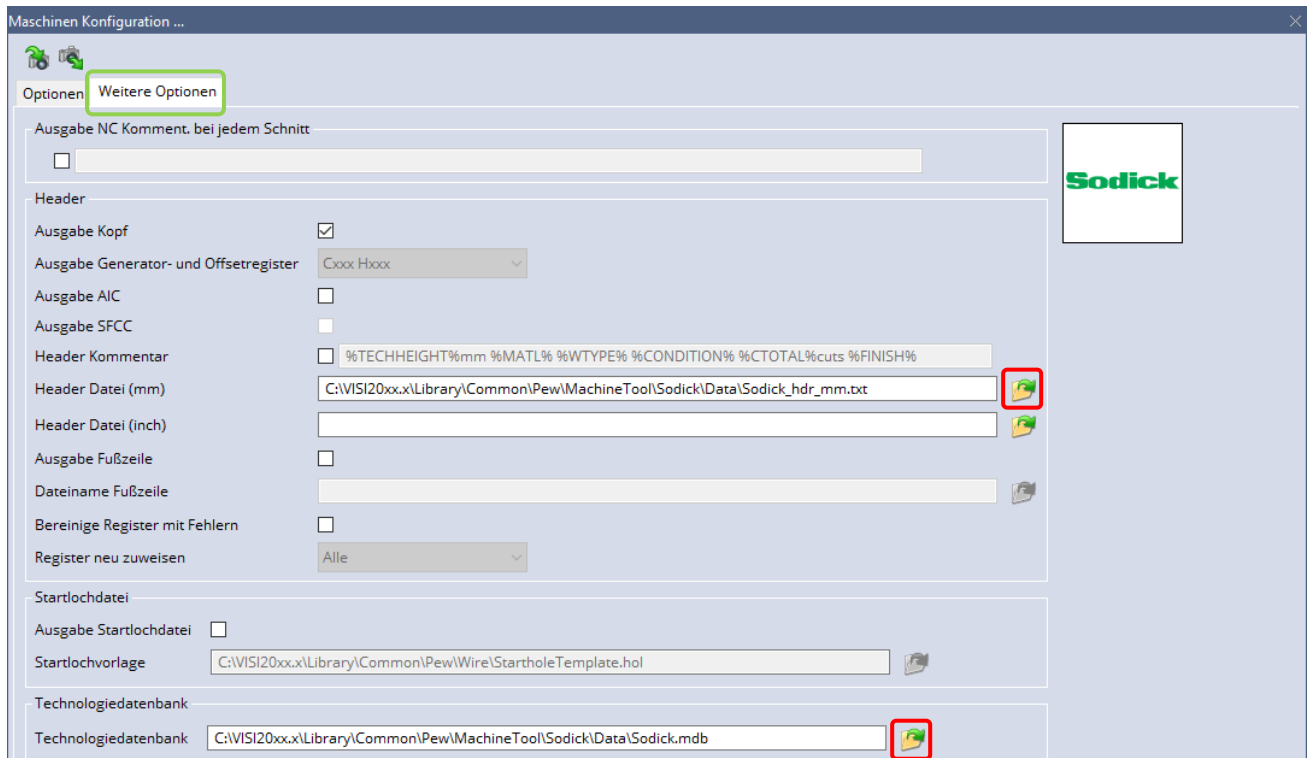 Maschinen Konfiguration ...
Optionen Weitere Optionen
Ausgabe NC Komment. bei jedem Schnitt
Sodick
Header
Ausgabe Kopf
Ausgabe Generator- und Offsetregister Cxxx Hxxx
Ausgabe AIC
Ausgabe SFCC
Header Kommentar %TECHHEIGHT%mm %MATL% %WTYPE% %CONDITION% %CTOTAL%cuts %FINISH%
Header Datei (mm) C:\VISI20xx.x\Library\Common\Pew\MachineTool\Sodick\Data\Sodick_hdr_mm.txt
Header Datei (inch)
Ausgabe Fußzeile
Dateiname Fußzeile
Bereinige Register mit Fehlern
Register neu zuweisen Alle
Startlochdatei
Ausgabe Startlochdatei
Startlochvorlage C:\VISI20xx.x\Library\Common\Pew\Wire\StartholeTemplate.hol
Technologiedatenbank
Technologiedatenbank C:\VISI20xx.x\Library\Common\Pew\MachineTool\Sodick\Data\Sodick.mdb